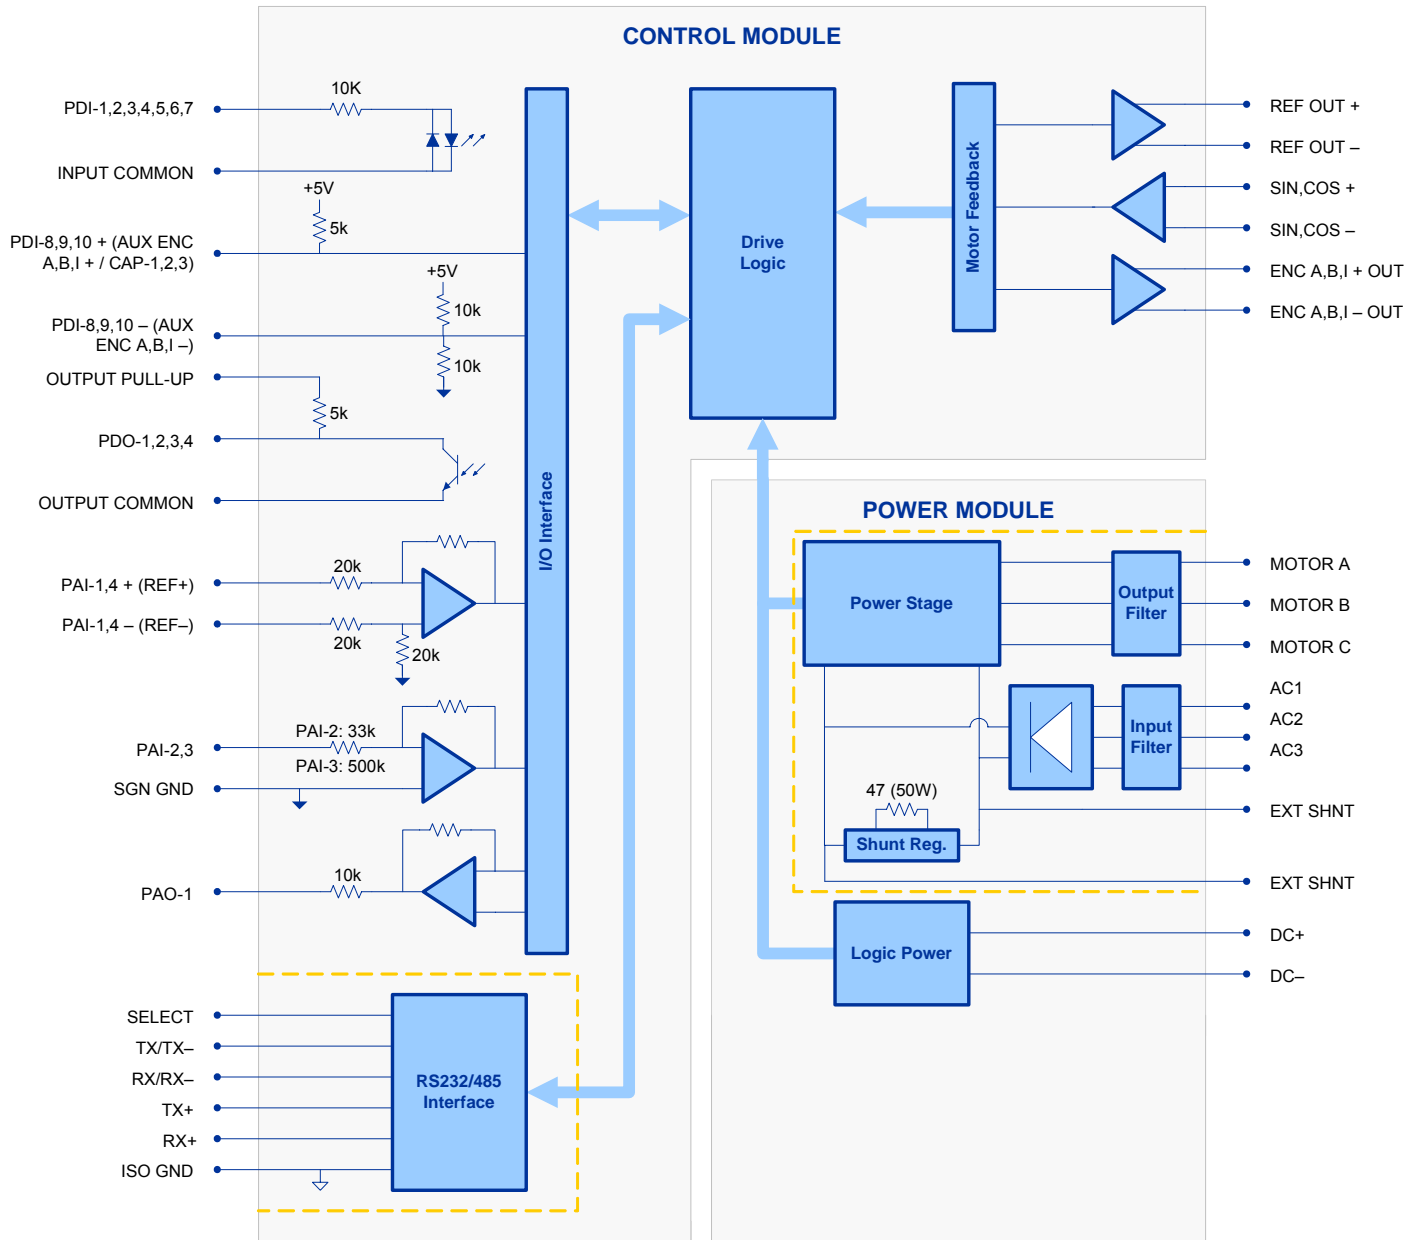 CONTROL MODULE
PDI-1,2,3,4,5,6,7
10K
INPUT COMMON
+5V
5k
PDI-8,9,10 + (AUX ENC
A,B,I + / CAP-1,2,3)
+5V
10k
PDI-8,9,10 – (AUX
ENC A,B,I –)
10k
OUTPUT PULL-UP
5k
PDO-1,2,3,4
OUTPUT COMMON
PAI-1,4 + (REF+)
20k
PAI-1,4 – (REF–)
20k
20k
PAI-2: 33k
PAI-2,3
PAI-3: 500k
SGN GND
10k
PAO-1
I/O Interface
SELECT
TX/TX–
RX/RX–
TX+
RX+
ISO GND
RS232/485
Interface
Drive
Logic
Motor Feedback
REF OUT +
REF OUT –
SIN,COS +
SIN,COS –
ENC A,B,I + OUT
ENC A,B,I – OUT
POWER MODULE
Power Stage
Output
Filter
MOTOR A
MOTOR B
MOTOR C
Input
Filter
AC1
AC2
AC3
47 (50W)
Shunt Reg.
EXT SHNT
EXT SHNT
Logic Power
DC+
DC–